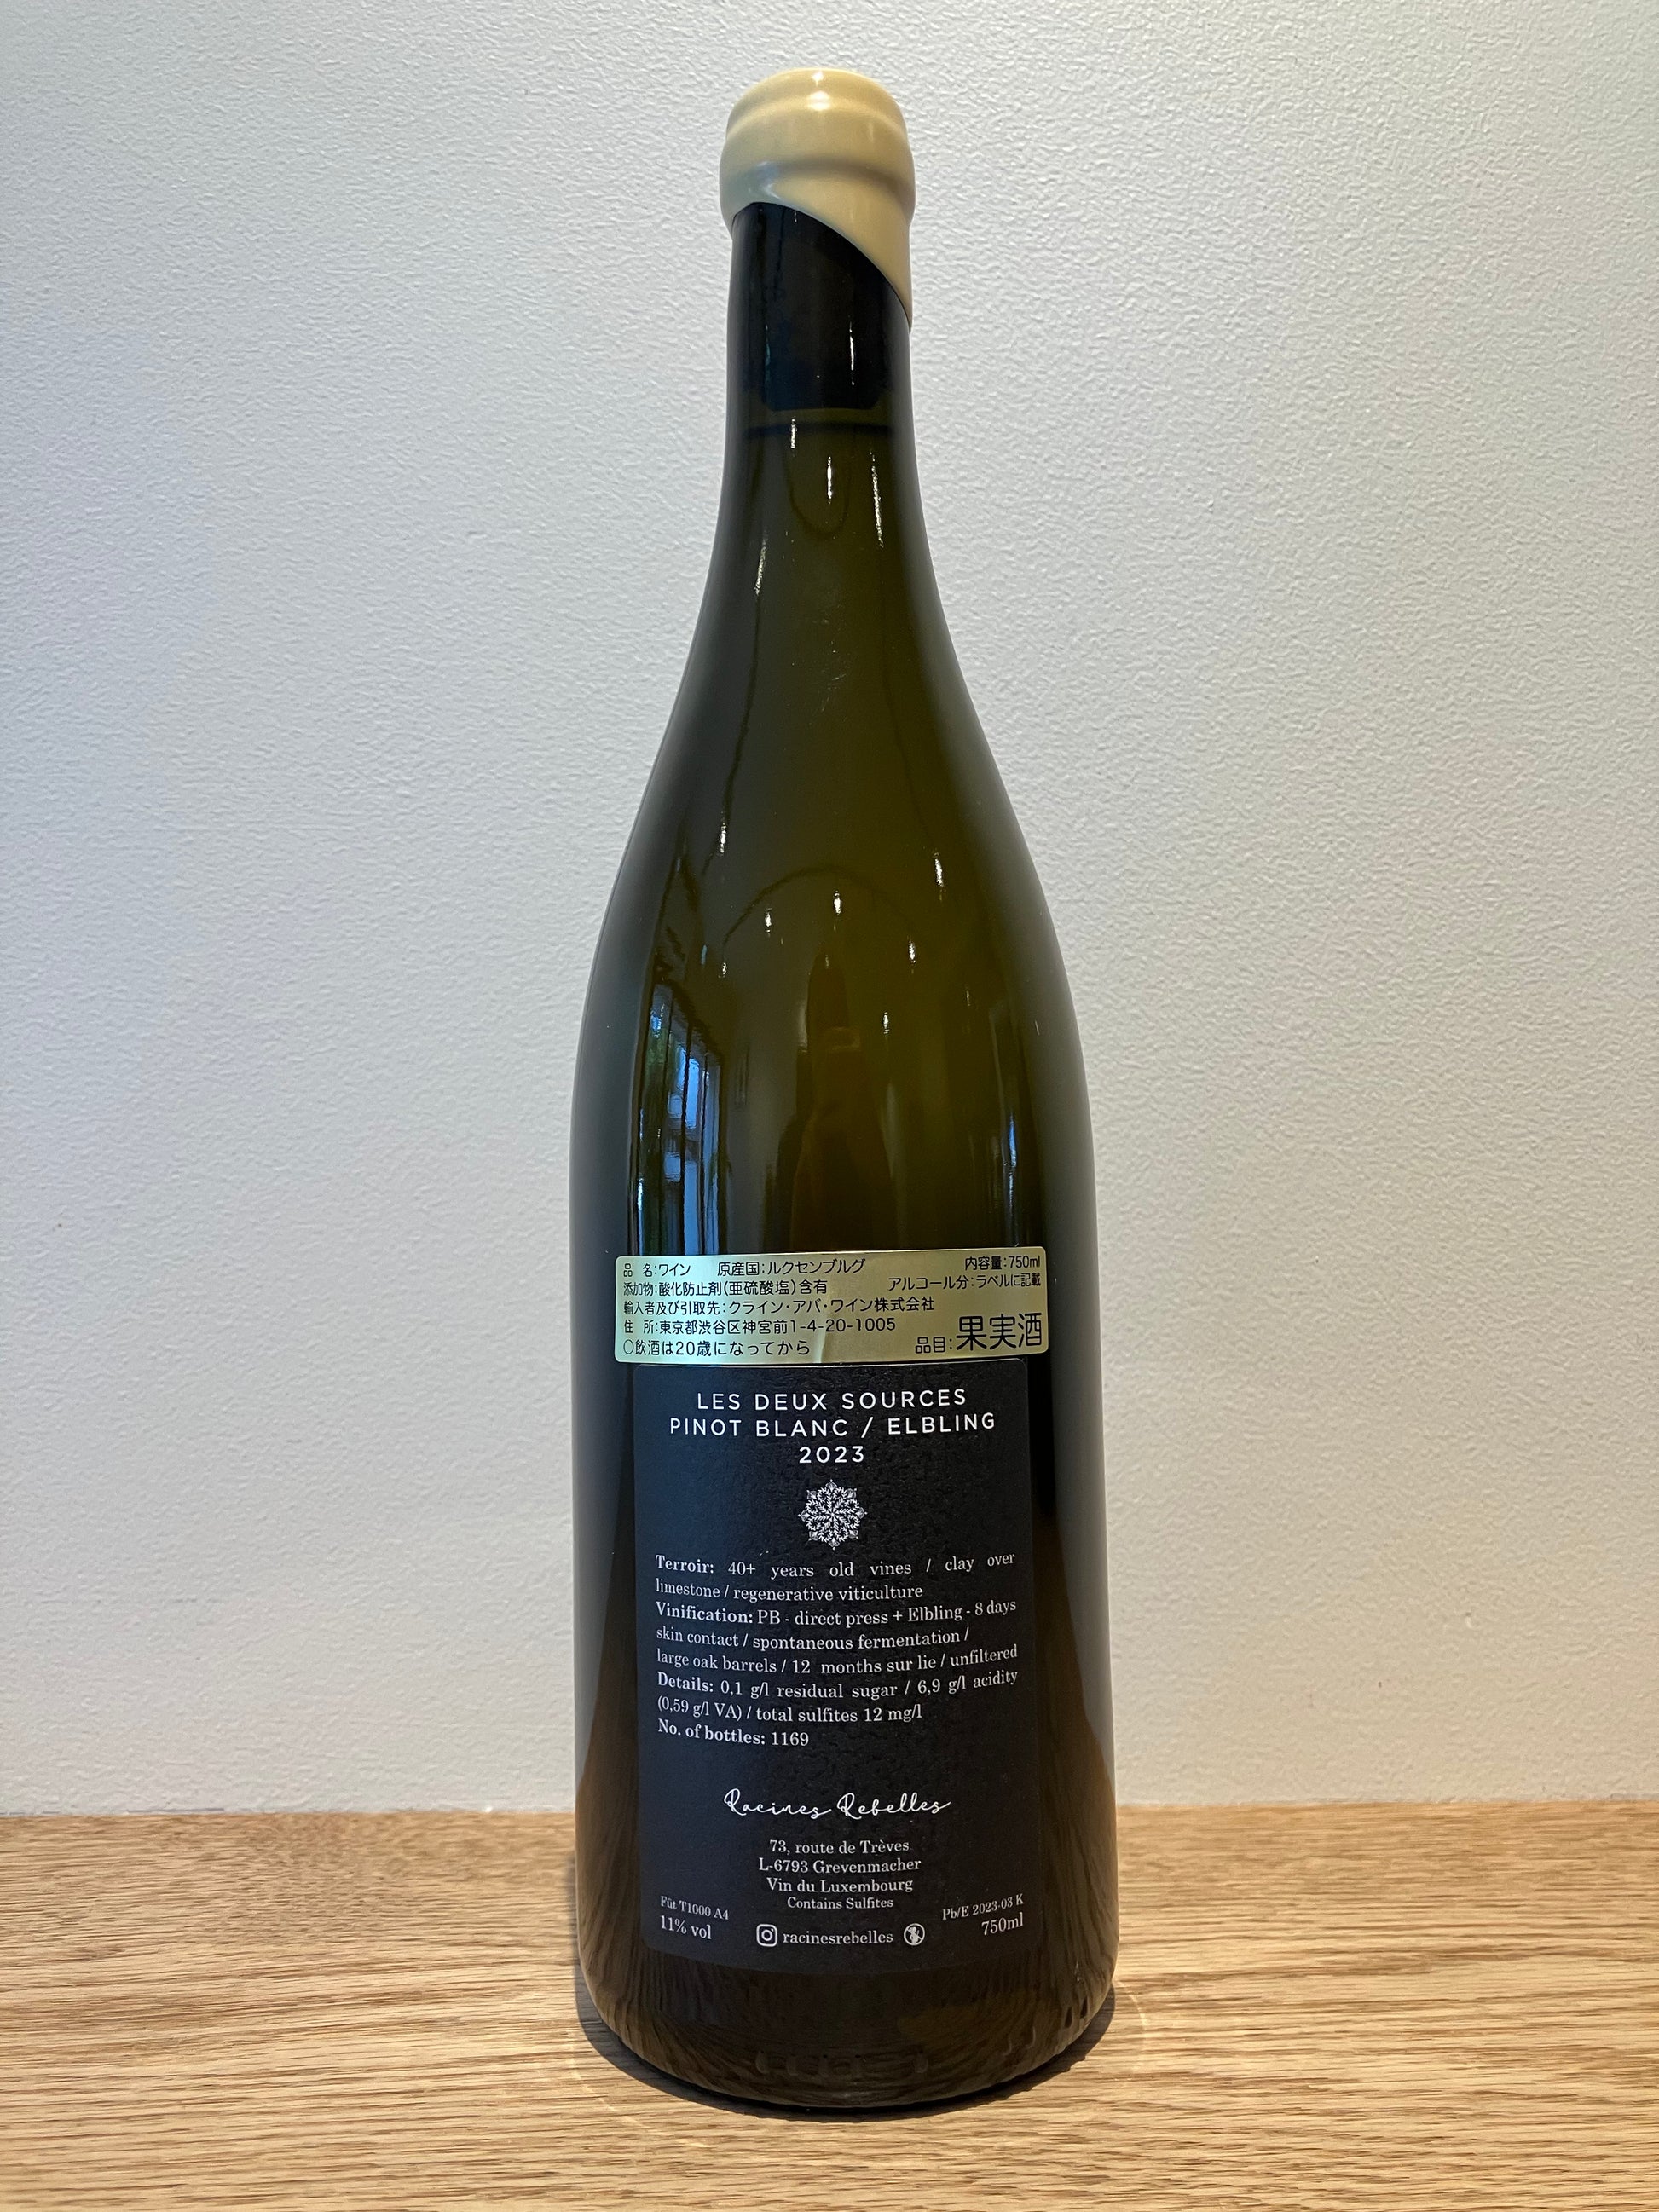 品 名:ワイン 原産国:ルクセンブルグ 内容量:750ml
添加物:酸化防止剤(亜硫酸塩)含有 アルコール分:ラベルに記載
輸入者及び引取先:クライン・アバ・ワイン株式会社
住 所:東京都渋谷区神宮前1-4-20-1005
○飲酒は20歳になってから 品目:果実酒
LES DEUX SOURCES
PINOT BLANC / ELBLING
2023
Terroir: 40+ years old vines / clay over
limestone / regenerative viticulture
Vinification: PB - direct press + Elbling - 8 days
skin contact / spontaneous fermentation /
large oak barrels / 12 months sur lie / unfiltered
Details: 0,1 g/l residual sugar / 6,9 g/l acidity
(0,59 g/l VA) / total sulfites 12 mg/l
No. of bottles: 1169
Racines Rebelles
73, route de Trèves
L-6793 Grevenmacher
Vin du Luxembourg
Contains Sulfites
Fût T1000 A4 Pb/E 2023-03 K
11% vol racinesrebelles 750ml